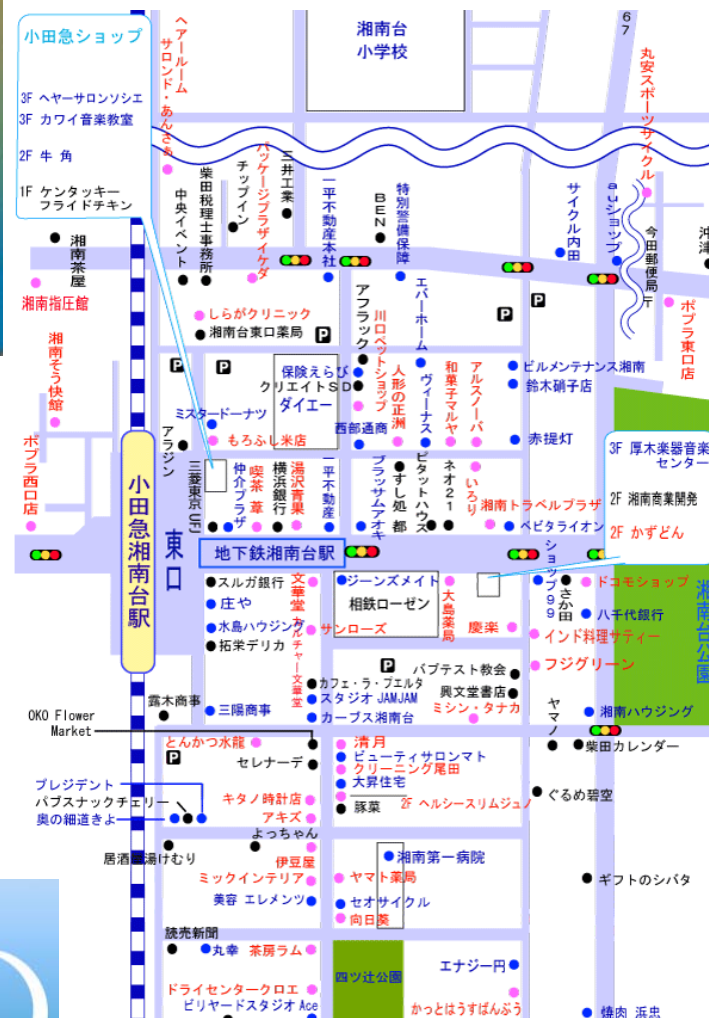 小田急ショップ
3F ヘヤーサロンソシエ
3F カワイ音楽教室
2F 牛 角
1F ケンタッキー
フライドチキン
ヘアールーム
サロンド・あんさぁ
湘南台
小学校
67
丸安スポーツサイクル
中央イベント
柴田税理士事務所
チップイン
パッケージプラザイケダ
三井工業
一平不動産本社
BEN
特別警備保障
サイクル内田
auショップ
今田郵便局〒
沖津
湘南茶屋
湘南指圧館
ポプラ東口店
しらがクリニック
湘南台東口薬局
P
アフラック
川口ペットショップ
エバーホーム
P
P
湘南そう快館
P
P
保険えらび
クリエイトSD
ダイエー
人形の正洲
ヴィーナス
和菓子マルヤ
アルスノーバ
ビルメンテナンス湘南
鈴木硝子店
ミスタードーナツ
もろふし米店
西部通商
赤提灯
ポプラ西口店
アラジン
三菱東京UFJ
仲介プラザ
喫茶 葦
横浜銀行
湯沢青果
一平不動産
ブラッサムアオキ
すし処 都
ピタットハウス
ネオ21
いろり
湘南トラベルプラザ
ベビタライオン
3F 厚木楽器音楽
センター
2F 湘南商業開発
2F かずどん
小田急湘南台駅
東口
地下鉄湘南台駅
スルガ銀行
庄や
水島ハウジング
拓栄デリカ
文華堂
カルチャー文華堂
サンローズ
ジーンズメイト
相鉄ローゼン
大島薬局
慶楽
ショップ99
さか田
ドコモショップ
八千代銀行
インド料理サティー
フジグリーン
湘南台公園
P
バプテスト教会
興文堂書店
ミシン・タナカ
カフェ・ラ・プエルタ
スタジオ JAMJAM
カーブス湘南台
露木商事
三陽商事
ヤマノ
湘南ハウジング
柴田カレンダー
OKO Flower
Market
とんかつ水龍
P
セレナーデ
清月
ビューティサロンマト
クリーニング尾田
大昇住宅
豚菜
2F ヘルシースリムジュノ
ぐるめ碧空
プレジデント
パブスナックチェリー
奥の細道きよ
キタノ時計店
アキズ
よっちゃん
伊豆屋
湯けむり
ミックインテリア
美容 エレメンツ
湘南第一病院
ヤマト薬局
セオサイクル
向日葵
ギフトのシバタ
読売新聞
丸幸
茶房ラム
四ツ辻公園
エナジー円
ドライセンタークロエ
ビリヤードスタジオ Ace
かっとはうすばんぶう
焼肉 浜忠